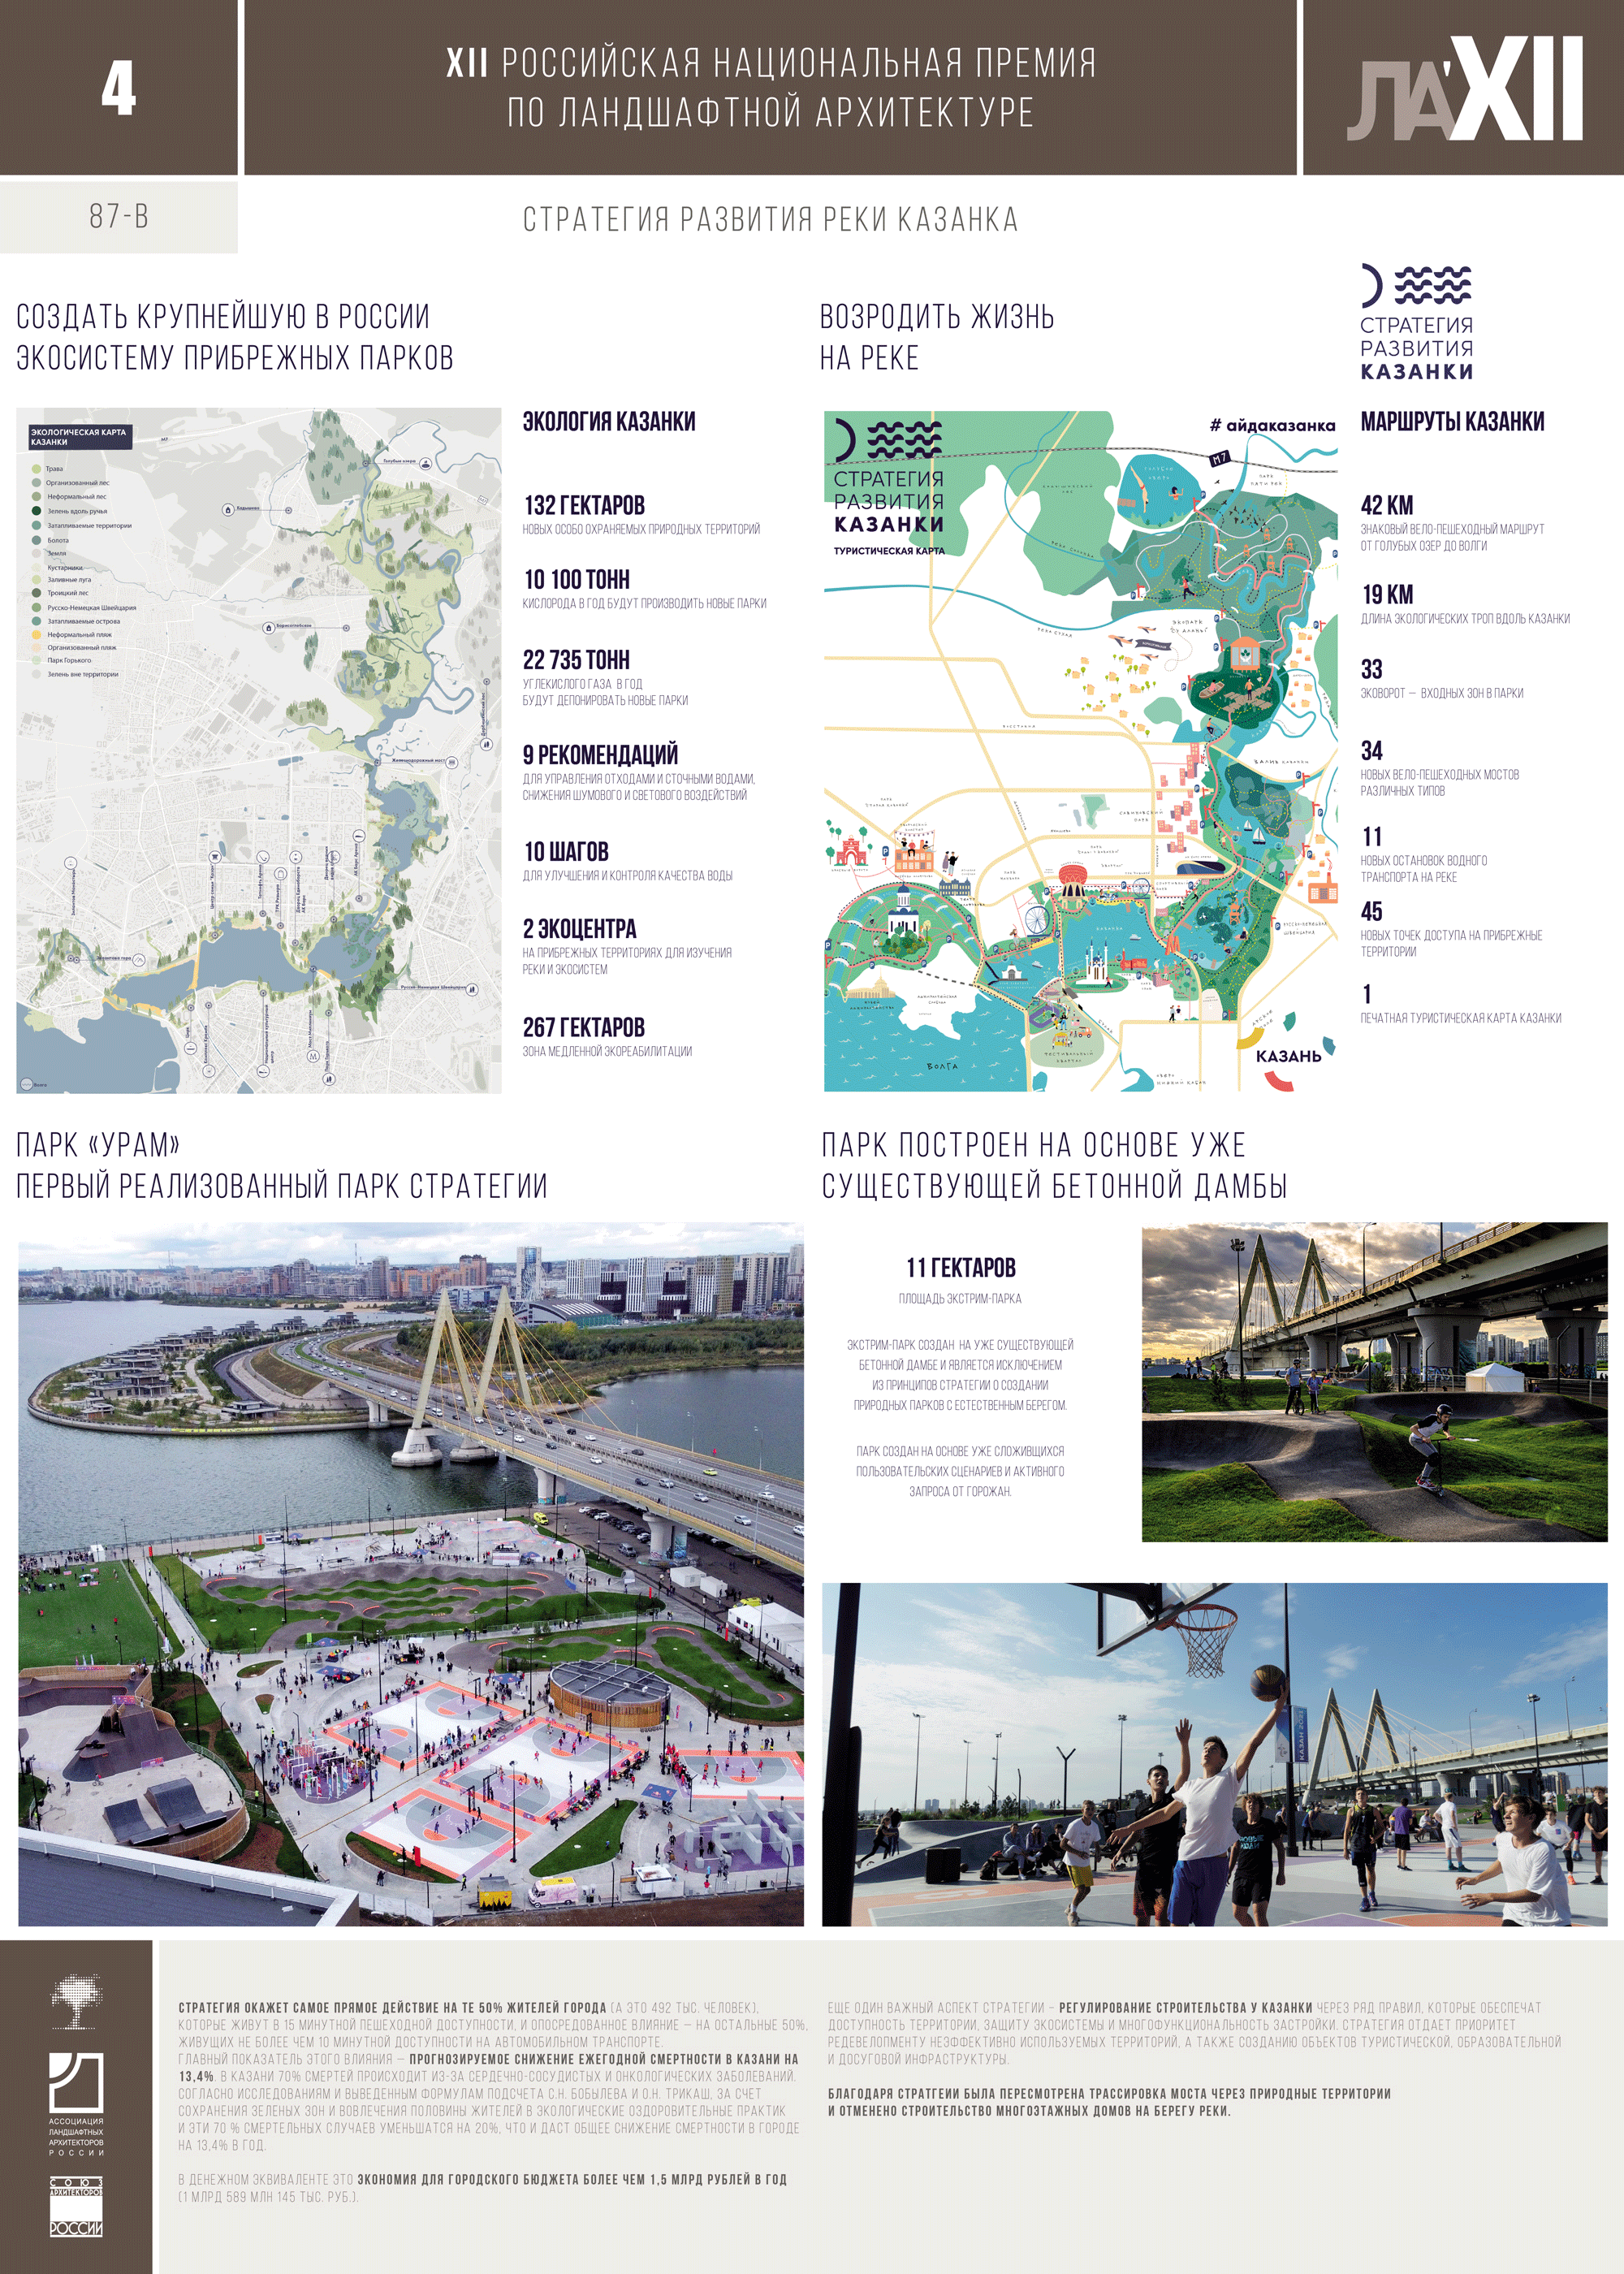 4
XII РОССИЙСКАЯ НАЦИОНАЛЬНАЯ ПРЕМИЯ
ПО ЛАНДШАФТНОЙ АРХИТЕКТУРЕ
ЛА'XII
87-В
СТРАТЕГИЯ РАЗВИТИЯ РЕКИ КАЗАНКА
СОЗДАТЬ КРУПНЕЙШУЮ В РОССИИ
ЭКОСИСТЕМУ ПРИБРЕЖНЫХ ПАРКОВ
ЭКОЛОГИЧЕСКАЯ КАРТА
КАЗАНКИ
Трава
Организованный лес
Неформальный лес
Зелень вдоль ручья
Затапливаемые территории
Болота
Земля
Кустарники
Заливные луга
Троицкий лес
Русско-Немецкая Швейцария
Затапливаемые острова
Неформальный пляж
Организованный пляж
Парк Горького
Зелень вне территории
Голубые озера
Железнодорожный мост
Русско-Немецкая Швейцария
Волга
ЭКОЛОГИЯ КАЗАНКИ
132 ГЕКТАРОВ
НОВЫХ ОСОБО ОХРАНЯЕМЫХ ПРИРОДНЫХ ТЕРРИТОРИЙ
10 100 ТОНН
КИСЛОРОДА В ГОД БУДУТ ПРОИЗВОДИТЬ НОВЫЕ ПАРКИ
22 735 ТОНН
УГЛЕКИСЛОГО ГАЗА В ГОД
БУДУТ ДЕПОНИРОВАТЬ НОВЫЕ ПАРКИ
9 РЕКОМЕНДАЦИЙ
ДЛЯ УПРАВЛЕНИЯ ОТХОДАМИ И СТОЧНЫМИ ВОДАМИ,
СНИЖЕНИЯ ШУМОВОГО И СВЕТОВОГО ВОЗДЕЙСТВИЙ
10 ШАГОВ
ДЛЯ УЛУЧШЕНИЯ И КОНТРОЛЯ КАЧЕСТВА ВОДЫ
2 ЭКОЦЕНТРА
НА ПРИБРЕЖНЫХ ТЕРРИТОРИЯХ ДЛЯ ИЗУЧЕНИЯ
РЕКИ И ЭКОСИСТЕМ
267 ГЕКТАРОВ
ЗОНА МЕДЛЕННОЙ ЭКОРЕАБИЛИТАЦИИ
ВОЗРОДИТЬ ЖИЗНЬ
НА РЕКЕ
СТРАТЕГИЯ
РАЗВИТИЯ
КАЗАНКИ
СТРАТЕГИЯ
РАЗВИТИЯ
КАЗАНКИ
ТУРИСТИЧЕСКАЯ КАРТА
# айдаказанка
М7
ВОЛГА
КАЗАНЬ
МАРШРУТЫ КАЗАНКИ
42 КМ
ЗНАКОВЫЙ ВЕЛО-ПЕШЕХОДНЫЙ МАРШРУТ
ОТ ГОЛУБЫХ ОЗЕР ДО ВОЛГИ
19 КМ
ДЛИНА ЭКОЛОГИЧЕСКИХ ТРОП ВДОЛЬ КАЗАНКИ
33
ЭКОВОРОТ – ВХОДНЫХ ЗОН В ПАРКИ
34
НОВЫХ ВЕЛО-ПЕШЕХОДНЫХ МОСТОВ
РАЗЛИЧНЫХ ТИПОВ
11
НОВЫХ ОСТАНОВОК ВОДНОГО
ТРАНСПОРТА НА РЕКЕ
45
НОВЫХ ТОЧЕК ДОСТУПА НА ПРИБРЕЖНЫЕ
ТЕРРИТОРИИ
1
ПЕЧАТНАЯ ТУРИСТИЧЕСКАЯ КАРТА КАЗАНКИ
ПАРК «УРАМ»
ПЕРВЫЙ РЕАЛИЗОВАННЫЙ ПАРК СТРАТЕГИИ
ПАРК ПОСТРОЕН НА ОСНОВЕ УЖЕ
СУЩЕСТВУЮЩЕЙ БЕТОННОЙ ДАМБЫ
11 ГЕКТАРОВ
ПЛОЩАДЬ ЭКСТРИМ-ПАРКА
ЭКСТРИМ-ПАРК СОЗДАН НА УЖЕ СУЩЕСТВУЮЩЕЙ
БЕТОННОЙ ДАМБЕ И ЯВЛЯЕТСЯ ИСКЛЮЧЕНИЕМ
ИЗ ПРИНЦИПОВ СТРАТЕГИИ О СОЗДАНИИ
ПРИРОДНЫХ ПАРКОВ С ЕСТЕСТВЕННЫМ БЕРЕГОМ.
ПАРК СОЗДАН НА ОСНОВЕ УЖЕ СЛОЖИВЩИХСЯ
ПОЛЬЗОВАТЕЛЬСКИХ СЦЕНАРИЕВ И АКТИВНОГО
ЗАПРОСА ОТ ГОРОЖАН.
АССОЦИАЦИЯ
ЛАНДШАФТНЫХ
АРХИТЕКТОРОВ
РОССИИ
СОЮЗ
АРХИТЕКТОРОВ
РОССИИ
СТРАТЕГИЯ ОКАЖЕТ САМОЕ ПРЯМОЕ ДЕЙСТВИЕ НА ТЕ 50% ЖИТЕЛЕЙ ГОРОДА (А ЭТО 492 ТЫС. ЧЕЛОВЕК),
КОТОРЫЕ ЖИВУТ В 15 МИНУТНОЙ ПЕШЕХОДНОЙ ДОСТУПНОСТИ, И ОПОСРЕДОВАННОЕ ВЛИЯНИЕ – НА ОСТАЛЬНЫЕ 50%,
ЖИВУЩИХ НЕ БОЛЕЕ ЧЕМ 10 МИНУТНОЙ ДОСТУПНОСТИ НА АВТОМОБИЛЬНОМ ТРАНСПОРТЕ.
ГЛАВНЫЙ ПОКАЗАТЕЛЬ ЭТОГО ВЛИЯНИЯ – ПРОГНОЗИРУЕМОЕ СНИЖЕНИЕ ЕЖЕГОДНОЙ СМЕРТНОСТИ В КАЗАНИ НА
13,4%. В КАЗАНИ 70% СМЕРТЕЙ ПРОИСХОДИТ ИЗ-ЗА СЕРДЕЧНО-СОСУДИСТЫХ И ОНКОЛОГИЧЕСКИХ ЗАБОЛЕВАНИЙ.
СОГЛАСНО ИССЛЕДОВАНИЯМ И ВЫВЕДЕННЫМ ФОРМУЛАМ ПОДСЧЕТА С.Н. БОБЫЛЕВА И О.Н. ТРИКАШ, ЗА СЧЕТ
СОХРАНЕНИЯ ЗЕЛЕНЫХ ЗОН И ВОВЛЕЧЕНИЯ ПОЛОВИНЫ ЖИТЕЛЕЙ В ЭКОЛОГИЧЕСКИЕ ОЗДОРОВИТЕЛЬНЫЕ ПРАКТИК
И ЭТИ 70 % СМЕРТЕЛЬНЫХ СЛУЧАЕВ УМЕНЬШАТСЯ НА 20%, ЧТО И ДАСТ ОБЩЕЕ СНИЖЕНИЕ СМЕРТНОСТИ В ГОРОДЕ
НА 13,4% В ГОД.
В ДЕНЕЖНОМ ЭКВИВАЛЕНТЕ ЭТО ЭКОНОМИЯ ДЛЯ ГОРОДСКОГО БЮДЖЕТА БОЛЕЕ ЧЕМ 1,5 МЛРД РУБЛЕЙ В ГОД
(1 МЛРД 589 МЛН 145 ТЫС. РУБ.).
ЕЩЕ ОДИН ВАЖНЫЙ АСПЕКТ СТРАТЕГИИ – РЕГУЛИРОВАНИЕ СТРОИТЕЛЬСТВА У КАЗАНКИ ЧЕРЕЗ РЯД ПРАВИЛ, КОТОРЫЕ ОБЕСПЕЧАТ
ДОСТУПНОСТЬ ТЕРРИТОРИИ, ЗАЩИТУ ЭКОСИСТЕМЫ И МНОГОФУНКЦИОНАЛЬНОСТЬ ЗАСТРОЙКИ. СТРАТЕГИЯ ОТДАЕТ ПРИОРИТЕТ
РЕДЕВЕЛОПМЕНТУ НЕЭФФЕКТИВНО ИСПОЛЬЗУЕМЫХ ТЕРРИТОРИЙ, А ТАКЖЕ СОЗДАНИЮ ОБЪЕКТОВ ТУРИСТИЧЕСКОЙ, ОБРАЗОВАТЕЛЬНОЙ
И ДОСУГОВОЙ ИНФРАСТРУКТУРЫ.
БЛАГОДАРЯ СТРАТГЕИИ БЫЛА ПЕРЕСМОТРЕНА ТРАССИРОВКА МОСТА ЧЕРЕЗ ПРИРОДНЫЕ ТЕРРИТОРИИ
И ОТМЕНЕНО СТРОИТЕЛЬСТВО МНОГОЭТАЖНЫХ ДОМОВ НА БЕРЕГУ РЕКИ.